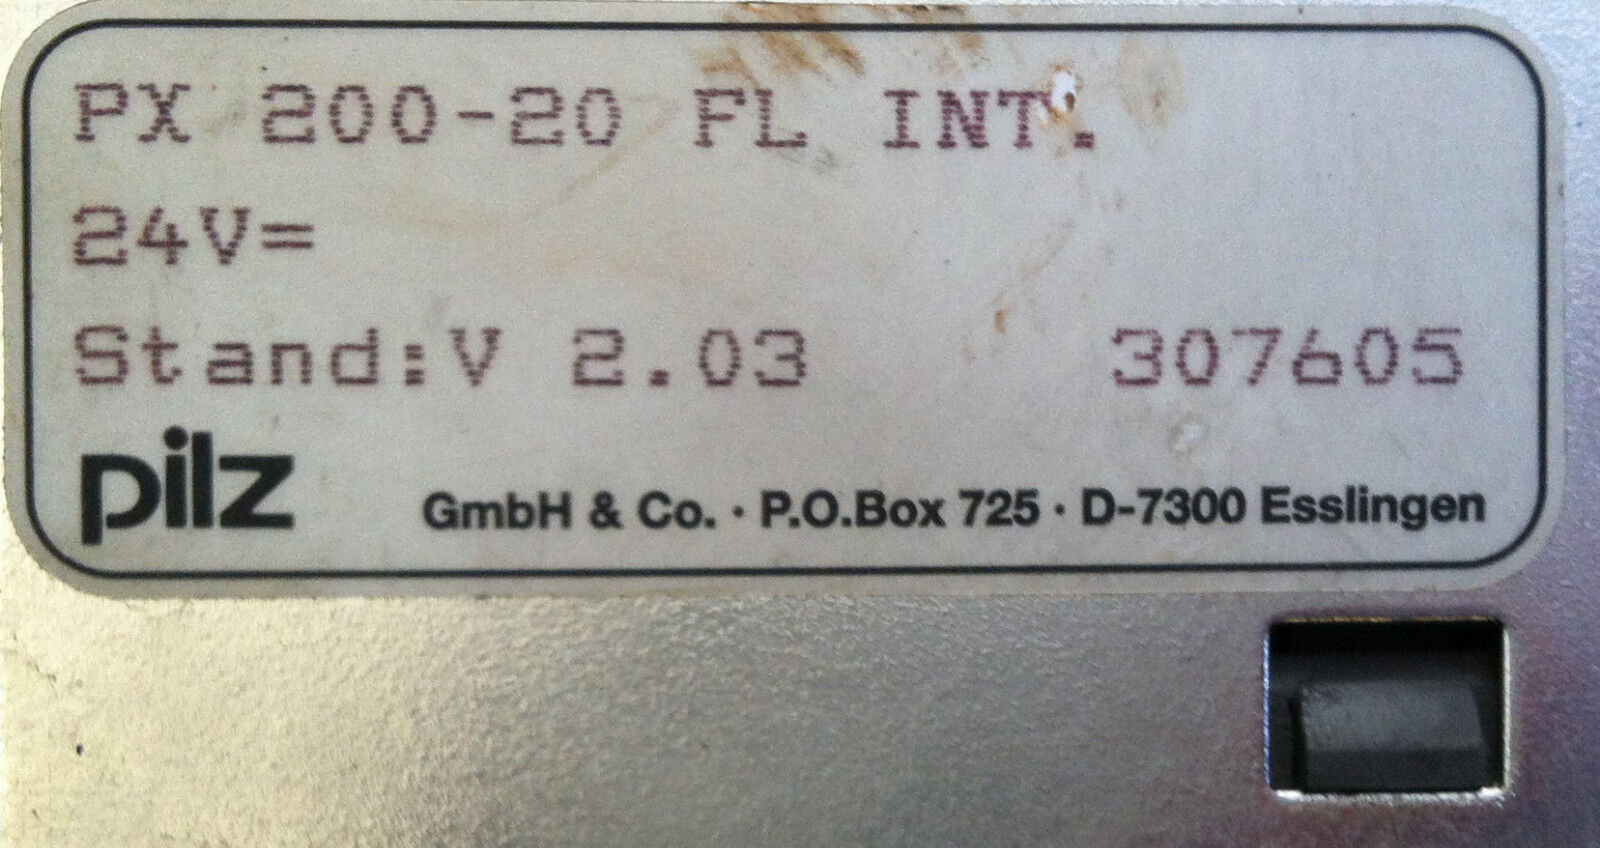 PX 200-20 FL INT.
24V=
Stand:V 2.03 307605
pilz GmbH & Co. · P.O.Box 725 · D-7300 Esslingen